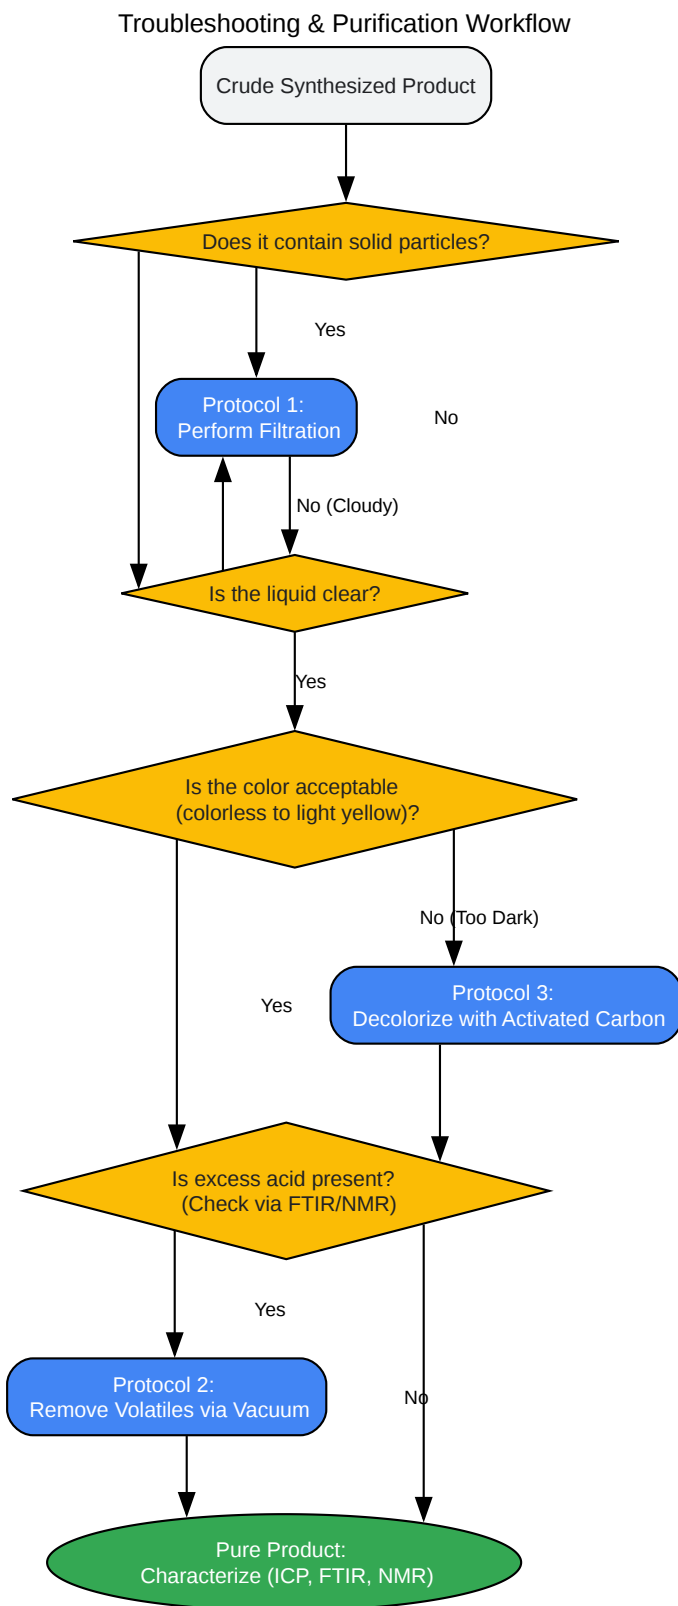 Troubleshooting & Purification Workflow
Crude Synthesized Product
Does it contain solid particles?
Yes
Protocol 1:
Perform Filtration
No
No (Cloudy)
Is the liquid clear?
Yes
Is the color acceptable
(colorless to light yellow)?
No (Too Dark)
Protocol 3:
Decolorize with Activated Carbon
Yes
Is excess acid present?
(Check via FTIR/NMR)
Yes
Protocol 2:
Remove Volatiles via Vacuum
No
Pure Product:
Characterize (ICP, FTIR, NMR)